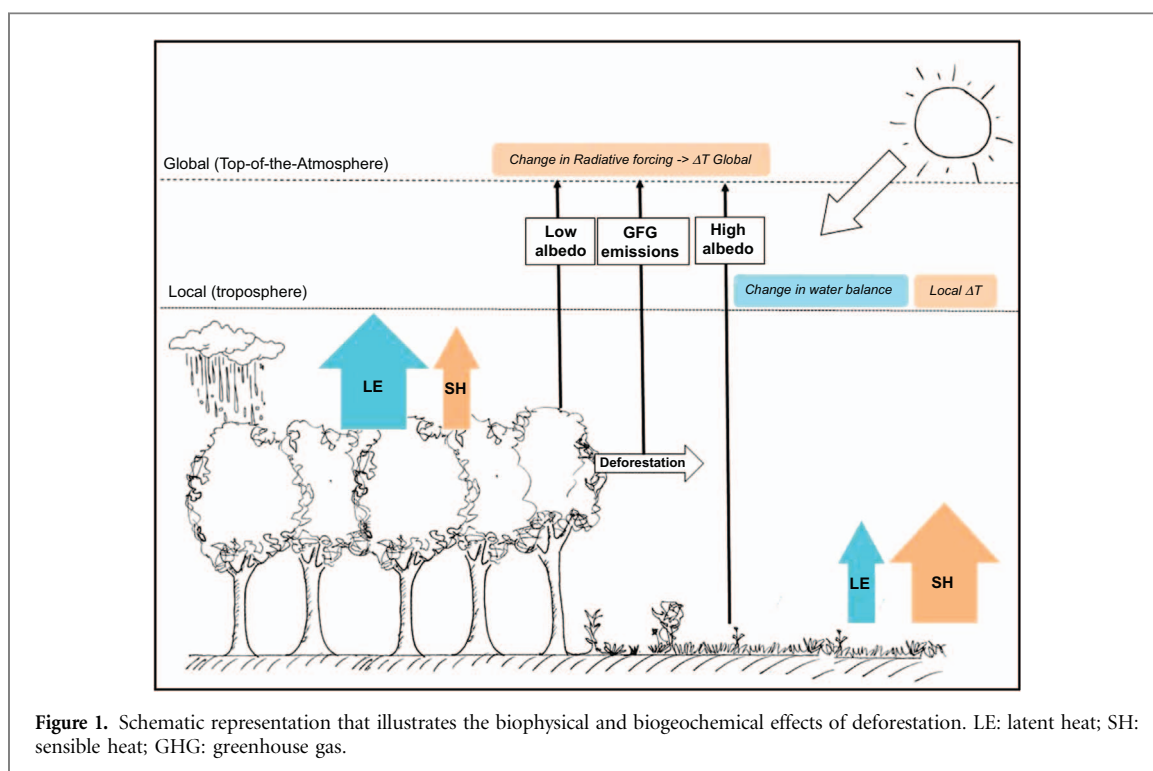 Global (Top-of-the-Atmosphere)
Change in Radiative forcing -> ΔT Global
Low
albedo
GFG
emissions
High
albedo
Local (troposphere)
Change in water balance
Local ΔT
LE
SH
Deforestation
LE
SH
Figure 1. Schematic representation that illustrates the biophysical and biogeochemical effects of deforestation. LE: latent heat; SH:
sensible heat; GHG: greenhouse gas.